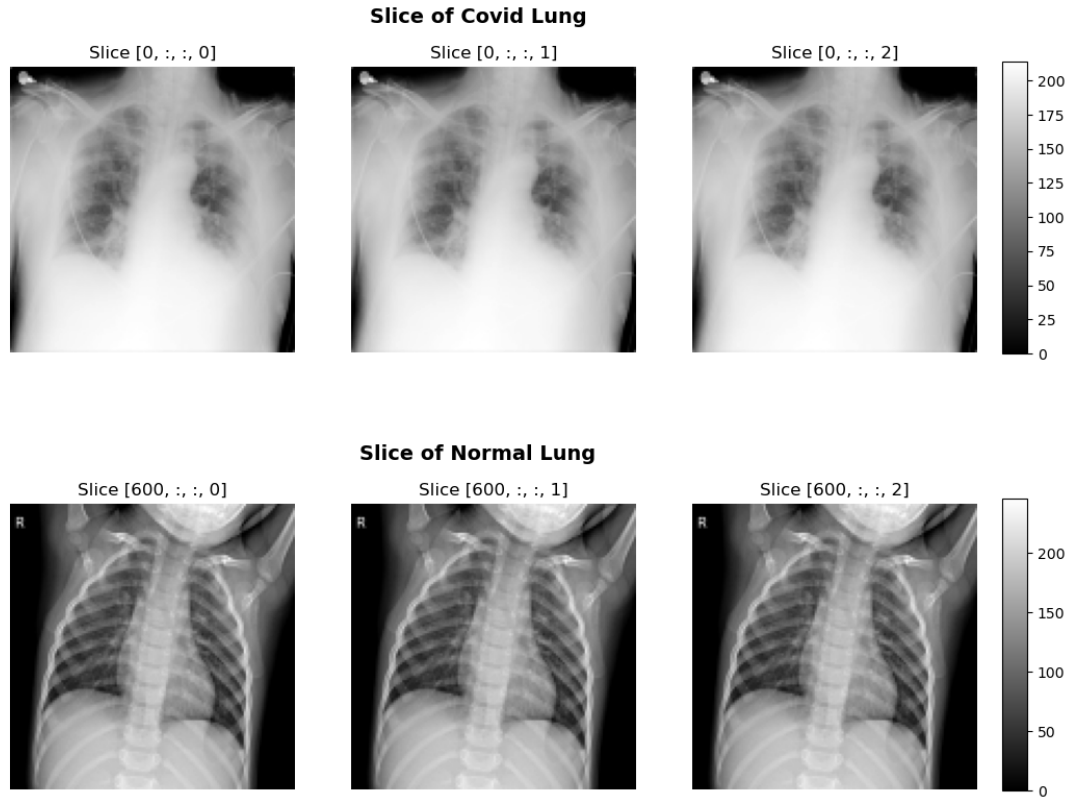 Slice of Covid Lung
Slice [0, :, :, 0]
Slice [0, :, :, 1]
Slice [0, :, :, 2]
200
175
150
125
100
75
50
25
0
Slice of Normal Lung
Slice [600, :, :, 0]
Slice [600, :, :, 1]
Slice [600, :, :, 2]
R
R
R
200
150
100
50
0